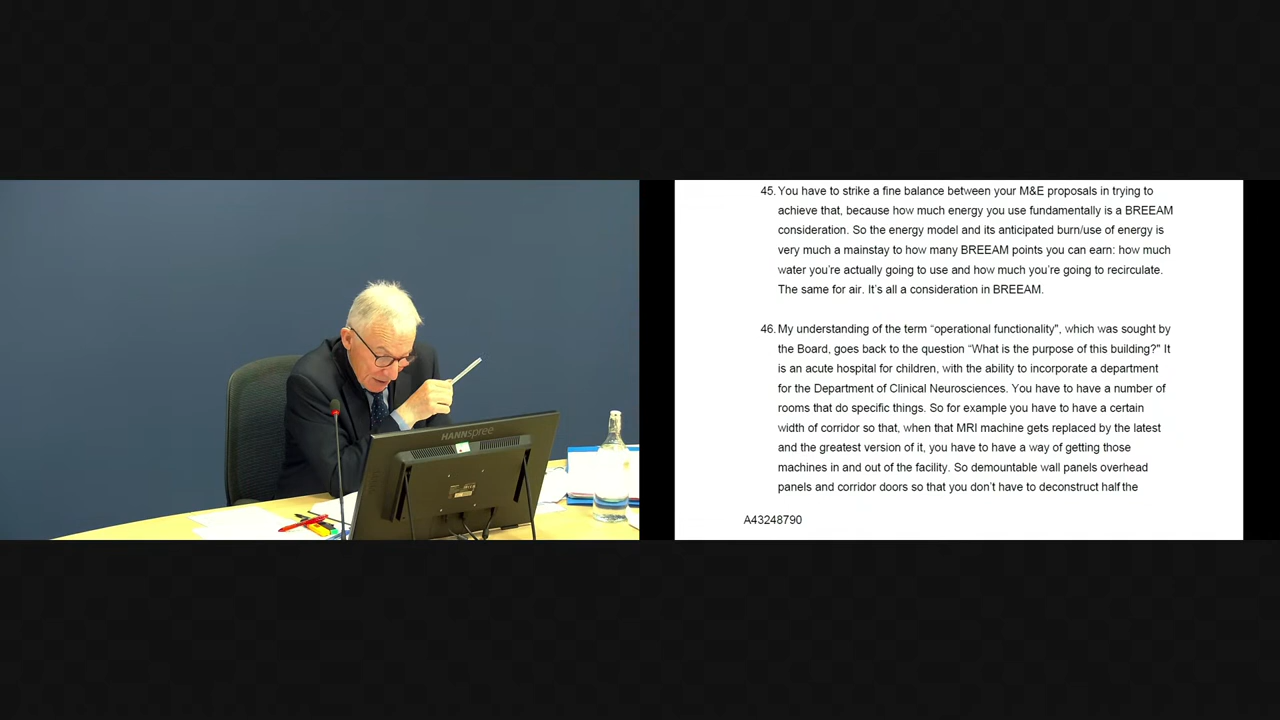 HANNspree
45. You have to strike a fine balance between your M&E proposals in trying to
achieve that, because how much energy you use fundamentally is a BREEAM
consideration. So the energy model and its anticipated burn/use of energy is
very much a mainstay to how many BREEAM points you can earn: how much
water you’re actually going to use and how much you’re going to recirculate.
The same for air. It’s all a consideration in BREEAM.
46. My understanding of the term “operational functionality", which was sought by
the Board, goes back to the question “What is the purpose of this building?" It
is an acute hospital for children, with the ability to incorporate a department
for the Department of Clinical Neurosciences. You have to have a number of
rooms that do specific things. So for example you have to have a certain
width of corridor so that, when that MRI machine gets replaced by the latest
and the greatest version of it, you have to have a way of getting those
machines in and out of the facility. So demountable wall panels overhead
panels and corridor doors so that you don’t have to deconstruct half the
A43248790